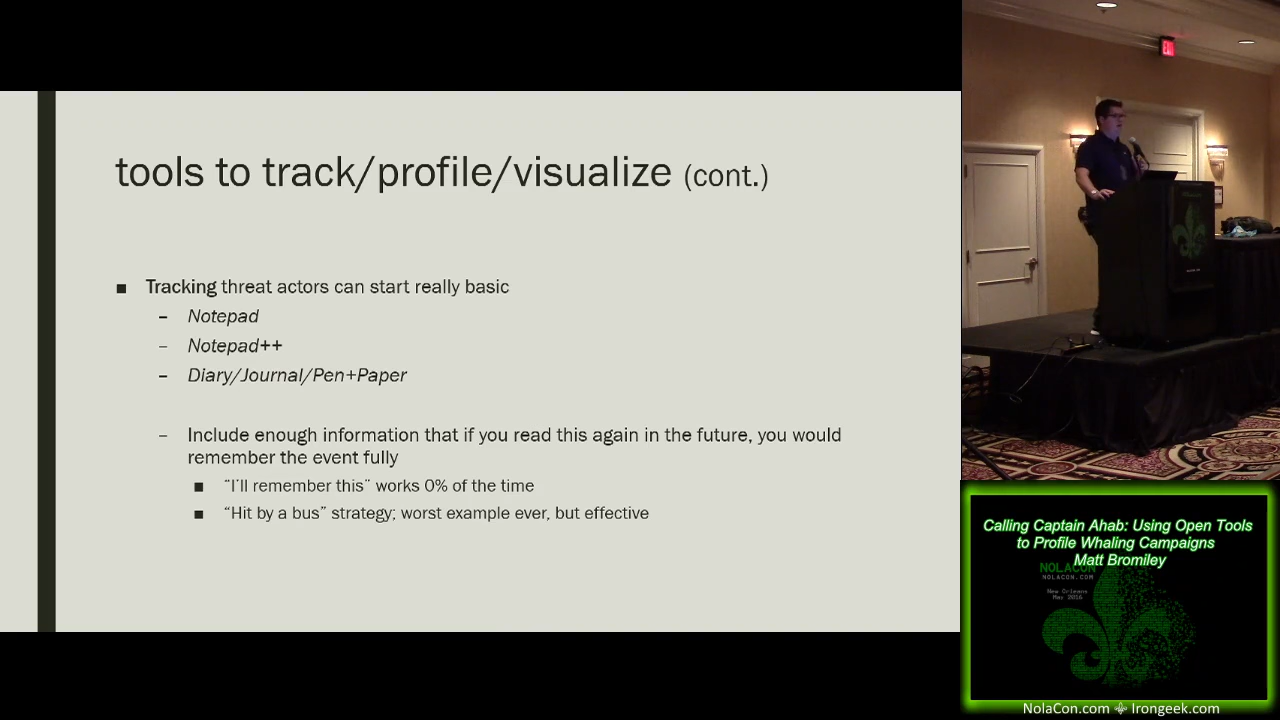 tools to track/profile/visualize (cont.)
■ Tracking threat actors can start really basic
– Notepad
– Notepad++
– Diary/Journal/Pen+Paper
– Include enough information that if you read this again in the future, you would
remember the event fully
■ "I'll remember this" works 0% of the time
■ "Hit by a bus" strategy; worst example ever, but effective
Calling Captain Ahab: Using Open Tools
to Profile Whaling Campaigns
Matt Bromiley
NOLACON
NOLACON.COM
New Orleans
May 2016
NolaCon.com ⚜ Irongeek.com